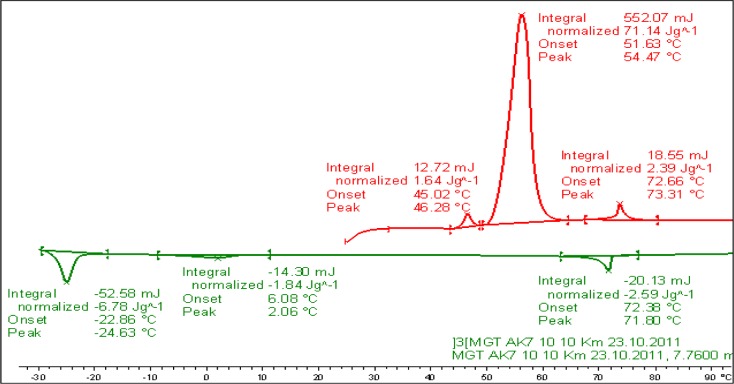 Integral 552.07 mJ
normalized 71.14 Jg^-1
Onset 51.63 °C
Peak 54.47 °C
Integral 12.72 mJ
normalized 1.64 Jg^-1
Onset 45.02 °C
Peak 46.28 °C
Integral 18.55 mJ
normalized 2.39 Jg^-1
Onset 72.66 °C
Peak 73.31 °C
Integral -52.58 mJ
normalized -6.78 Jg^-1
Onset -22.86 °C
Peak -24.63 °C
Integral -14.30 mJ
normalized -1.84 Jg^-1
Onset 6.08 °C
Peak 2.06 °C
Integral -20.13 mJ
normalized -2.59 Jg^-1
Onset 72.38 °C
Peak 71.80 °C
]3[MGT AK7 10 10 Km 23.10.2011
MGT AK7 10 10 Km 23.10.2011, 7.7600 m
-30 -20 -10 0 10 20 30 40 50 60 70 80 90 °C